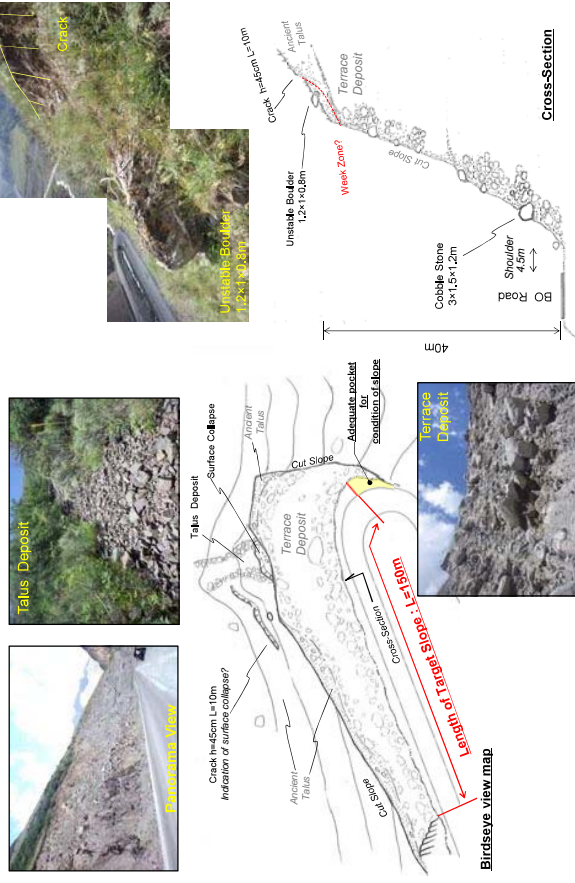 Panorama View
Talus Deposit
Unstable Boulder
1.2×1×0.8m
Crack
Crack h=45cm L=10m
Indication of surface collapse?
Talus Deposit
Surface Collapse
Ancient
Talus
Cut Slope
Adequate pocket
for
condition of slope
Terrace
Deposit
Ancient
Talus
Cut Slope
Cross-Section
Length of Target Slope : L=150m
Birdseye view map
Terrace
Deposit
Crack h=45cm L=10m
Ancient
Talus
Unstable Boulder
1.2×1×0.8m
Week Zone?
Terrace
Deposit
Cut Slope
Cobble Stone
3×1.5×1.2m
Shoulder
4.5m
BO
Road
40m
Cross-Section